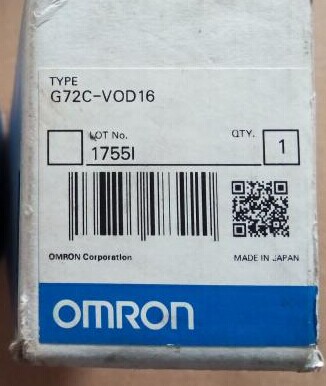 TYPE
G72C-VOD16
LOT No. QTY.
1755I 1
OMRON Corporation MADE IN JAPAN
OMRON